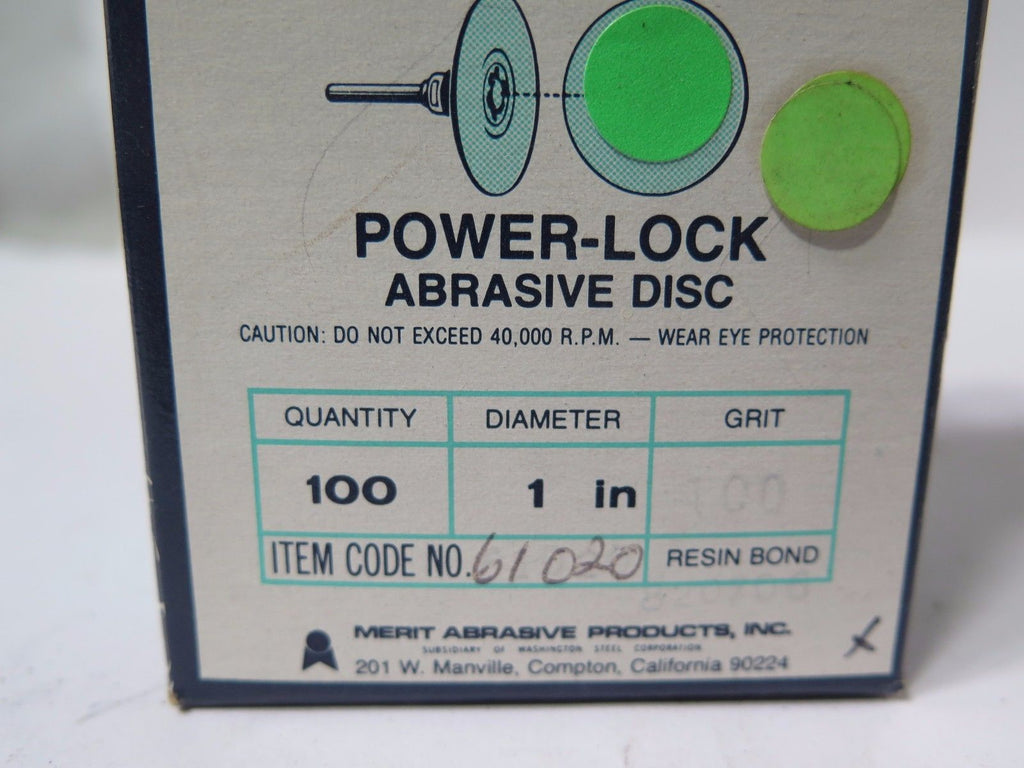 POWER-LOCK
ABRASIVE DISC
CAUTION: DO NOT EXCEED 40,000 R.P.M. — WEAR EYE PROTECTION
QUANTITY DIAMETER GRIT
100 1 in 100
ITEM CODE NO. 61020 RESIN BOND
MERIT ABRASIVE PRODUCTS, INC.
SUBSIDIARY OF WASHINGTON STEEL CORPORATION
201 W. Manville, Compton, California 90224